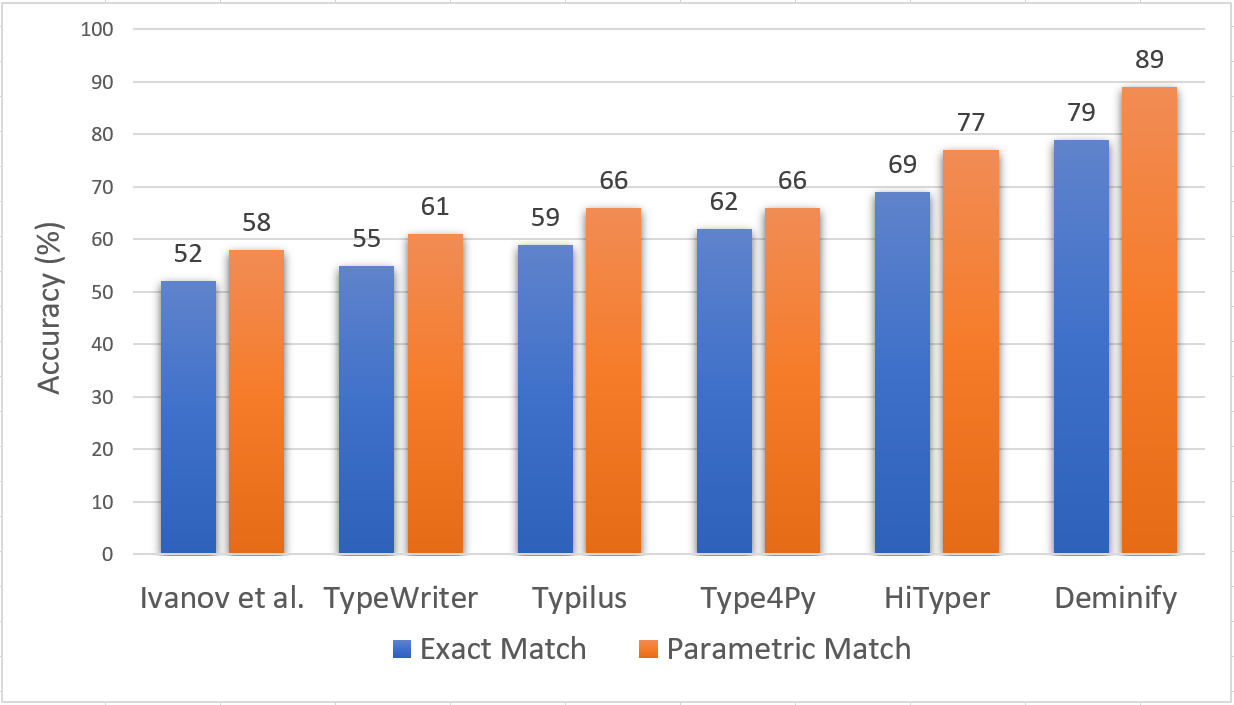 100
90
80
70
60
50
40
30
20
10
0
Accuracy (%)
52 58 55 61 59 66 62 66 69 77 79 89
Ivanov et al. TypeWriter Typilus Type4Py HiTyper Deminify
Exact Match Parametric Match